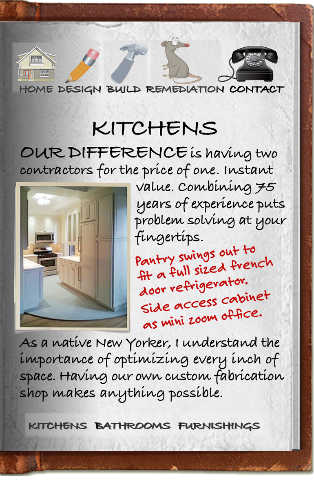 HOME DESIGN BUILD REMEDIATION CONTACT
KITCHENS
OUR DIFFERENCE is having two
contractors for the price of one. Instant
value. Combining 75
years of experience puts
problem solving at your
fingertips.
Pantry swings out to
fit a full sized french
door refrigerator.
Side access cabinet
as mini zoom office.
As a native New Yorker, I understand the
importance of optimizing every inch of
space. Having our own custom fabrication
shop makes anything possible.
KITCHENS BATHROOMS FURNISHINGS